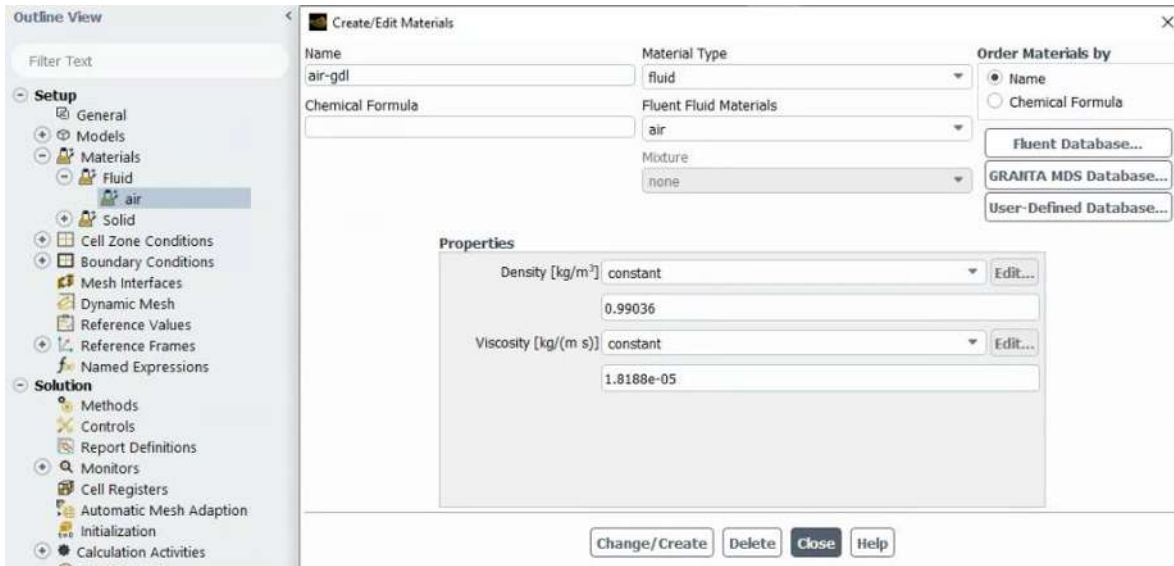 Outline View
<
Filter Text
Setup
General
Models
Materials
Fluid
air
Solid
Cell Zone Conditions
Boundary Conditions
Mesh Interfaces
Dynamic Mesh
Reference Values
Reference Frames
Named Expressions
Solution
Methods
Controls
Report Definitions
Monitors
Cell Registers
Automatic Mesh Adaption
Initialization
Calculation Activities
Create/Edit Materials
Name
air-gdl
Chemical Formula
Material Type
fluid
Fluent Fluid Materials
air
Mixture
none
Order Materials by
Name
Chemical Formula
Fluent Database...
GRANTA MDS Database...
User-Defined Database...
Properties
Density [kg/m³] constant Edit...
0.99036
Viscosity [kg/(m s)] constant Edit...
1.8188e-05
Change/Create Delete Close Help